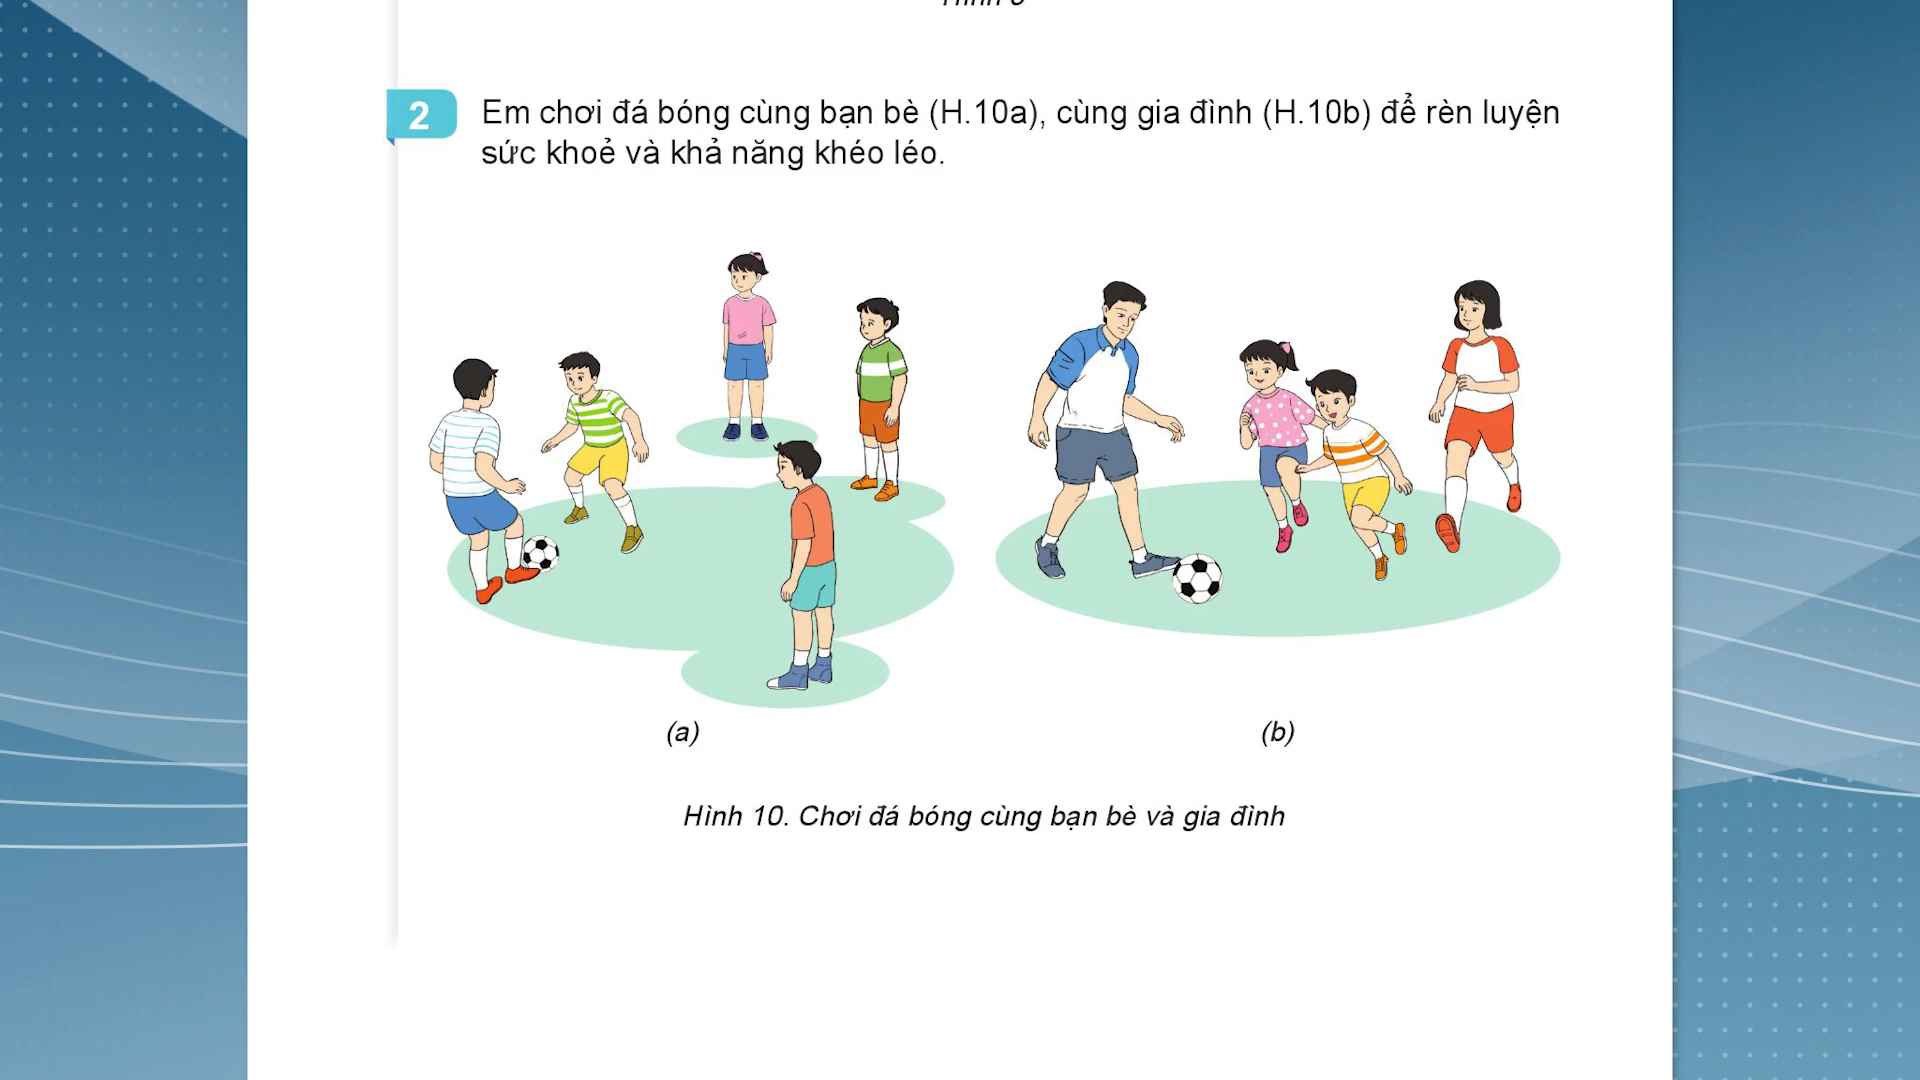 2
Em chơi đá bóng cùng bạn bè (H.10a), cùng gia đình (H.10b) để rèn luyện
sức khoẻ và khả năng khéo léo.
(a)
(b)
Hình 10. Chơi đá bóng cùng bạn bè và gia đình